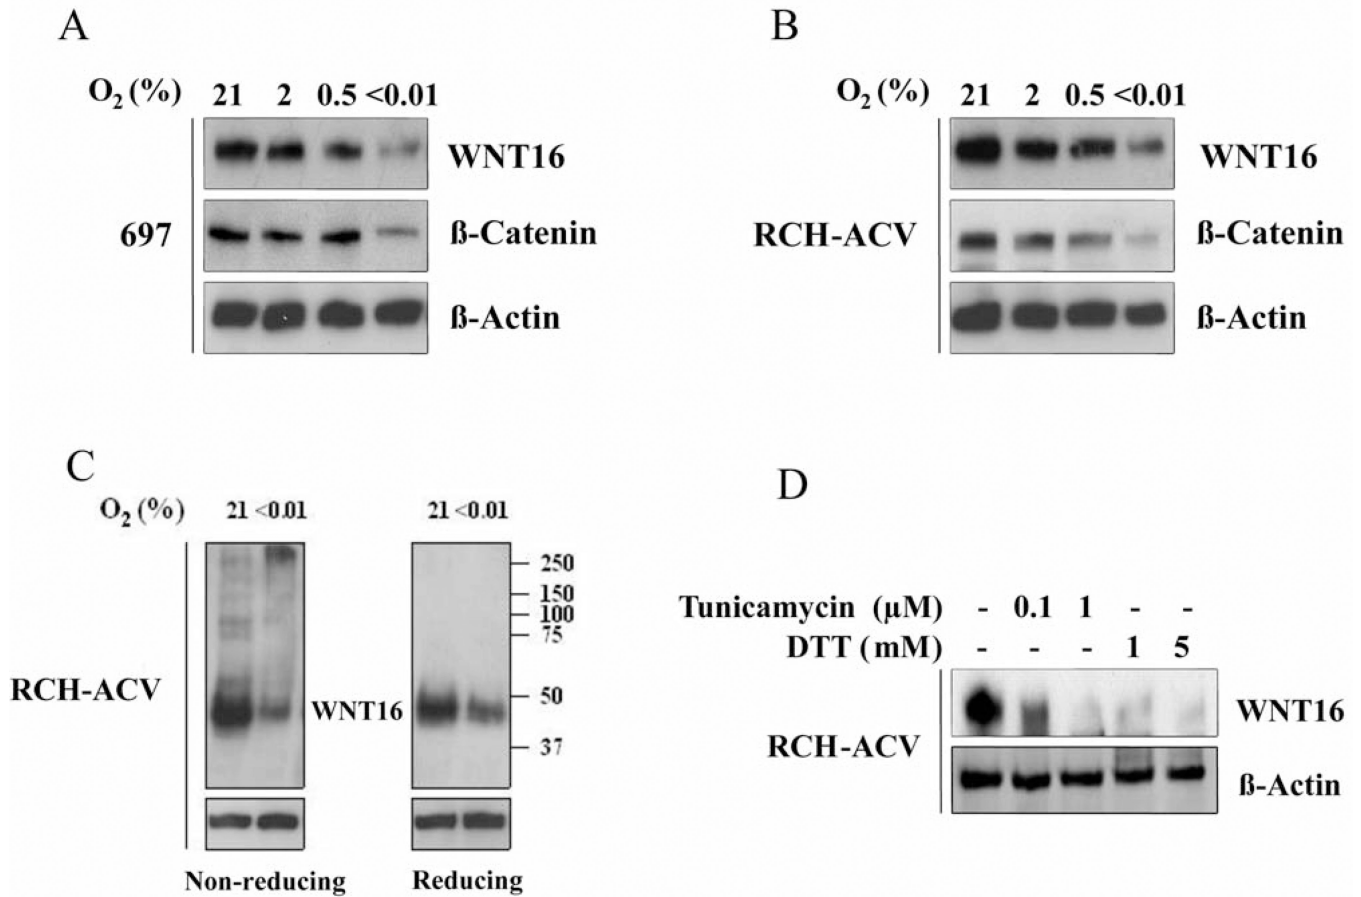 A
O2 (%) 21 2 0.5 <0.01
WNT16
697
ß-Catenin
ß-Actin
B
O2 (%) 21 2 0.5 <0.01
WNT16
RCH-ACV
ß-Catenin
ß-Actin
C
O2 (%) 21 <0.01 21 <0.01
250
150
100
75
RCH-ACV
WNT16
50
37
Non-reducing Reducing
D
Tunicamycin (µM) - 0.1 1 - -
DTT (mM) - - - 1 5
WNT16
RCH-ACV
ß-Actin